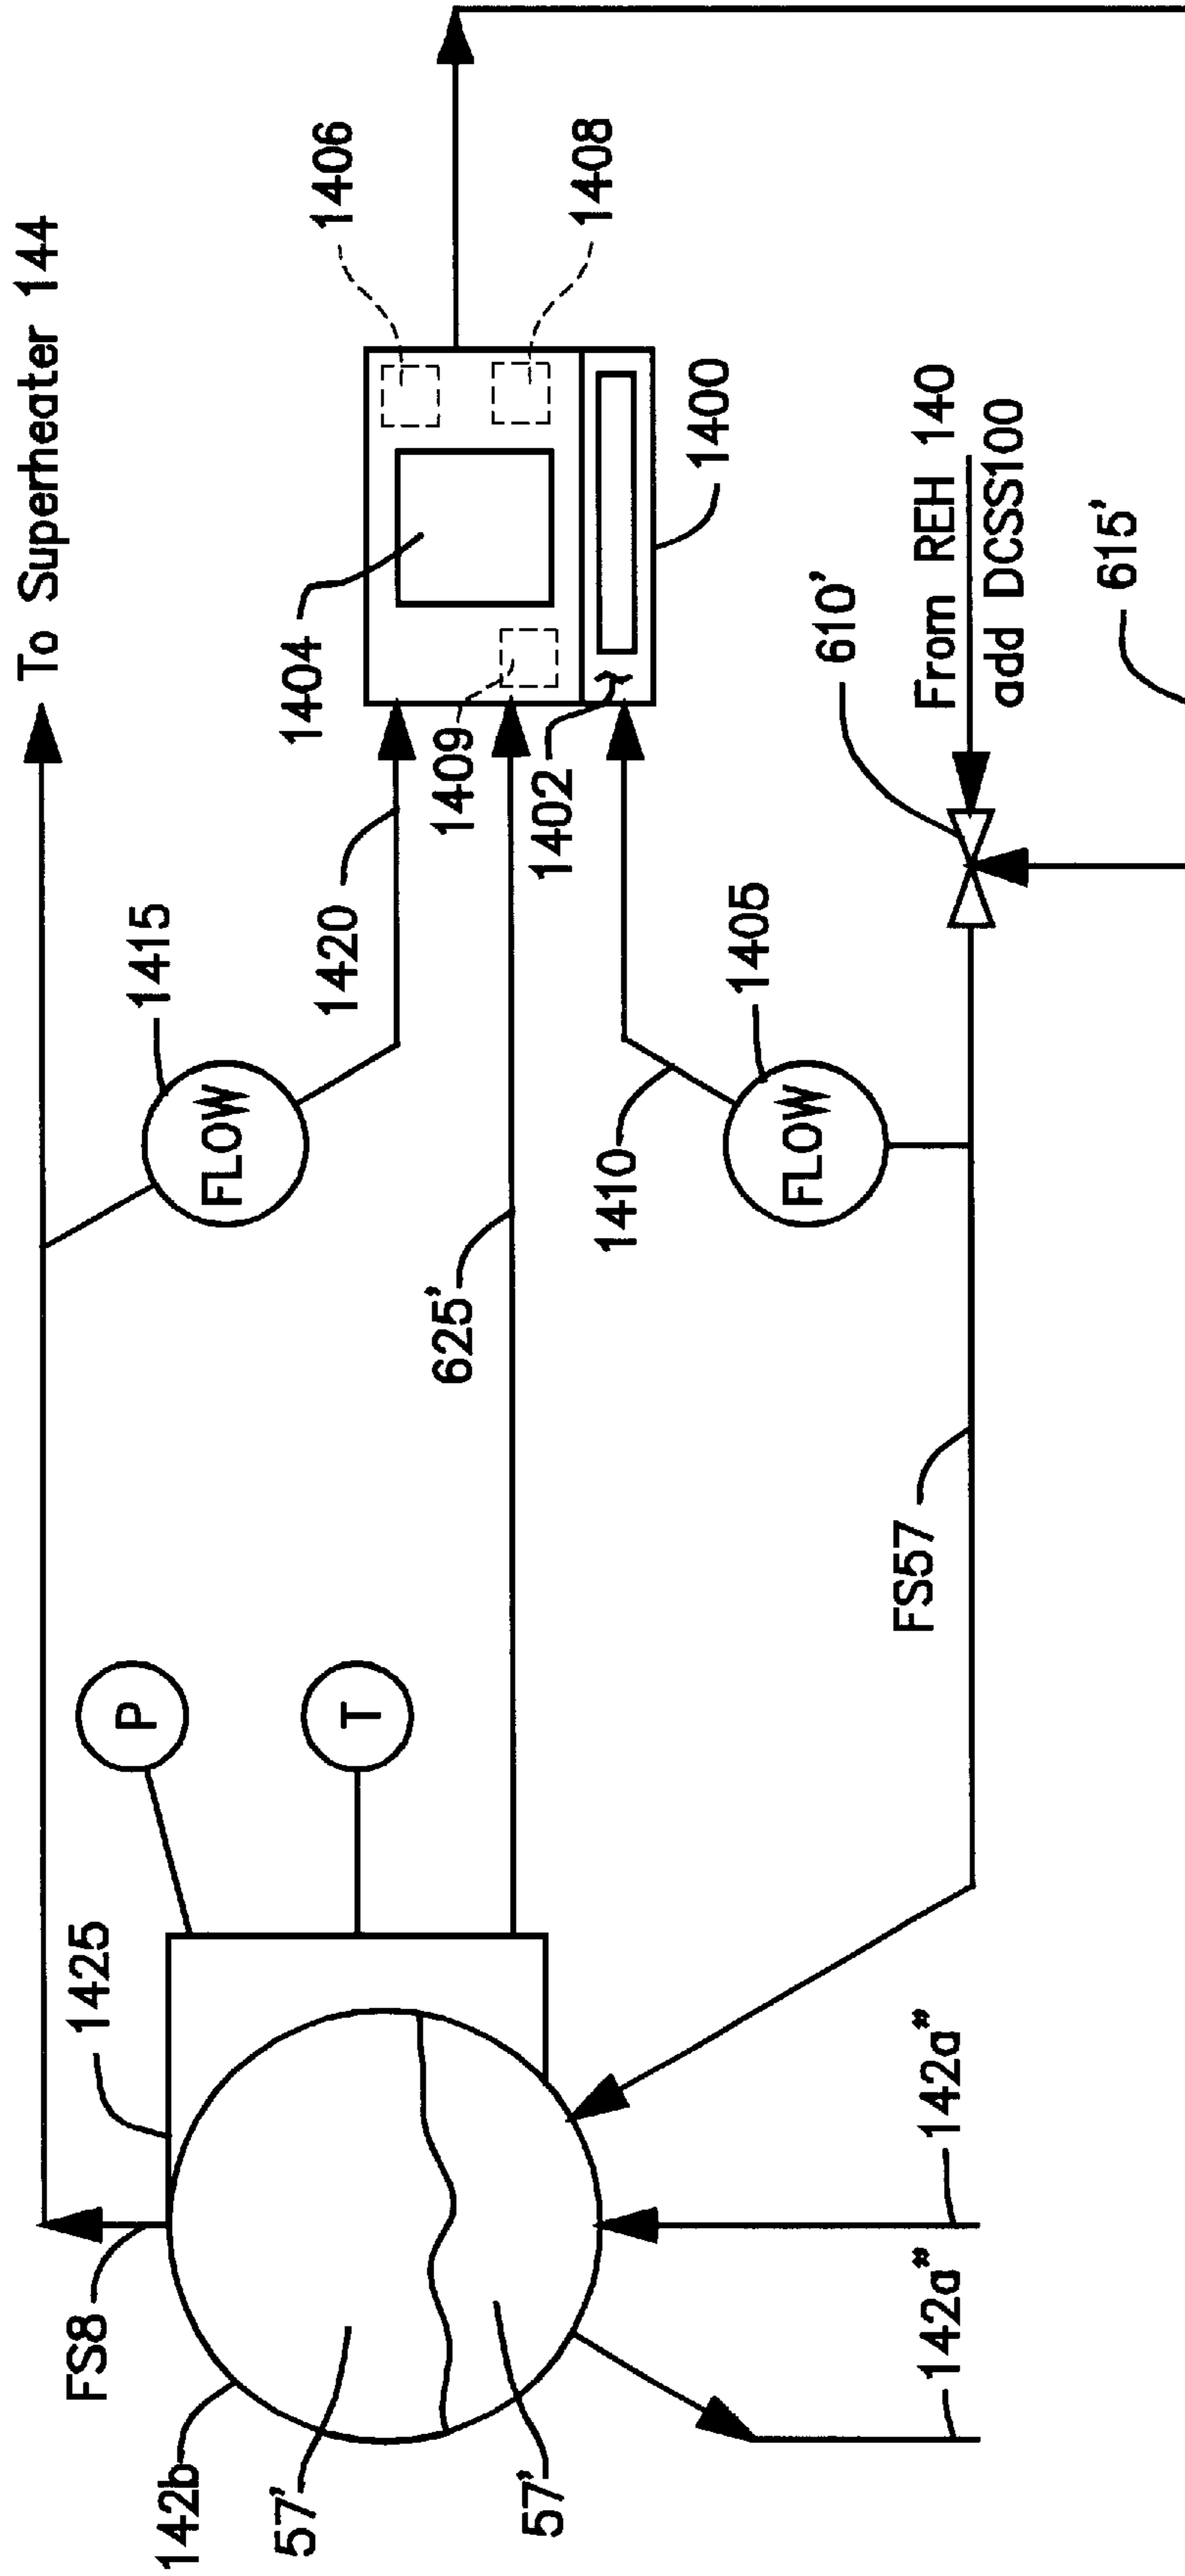 To Superheater 144
1406
1408
1404
1409
1402
1400
1415
FLOW
1420
625'
1410
FLOW
1405
610'
From REH 140
add DCSS100
615'
FS57
P
T
1425
FS8
142b
57'
57'
142a"
142a"